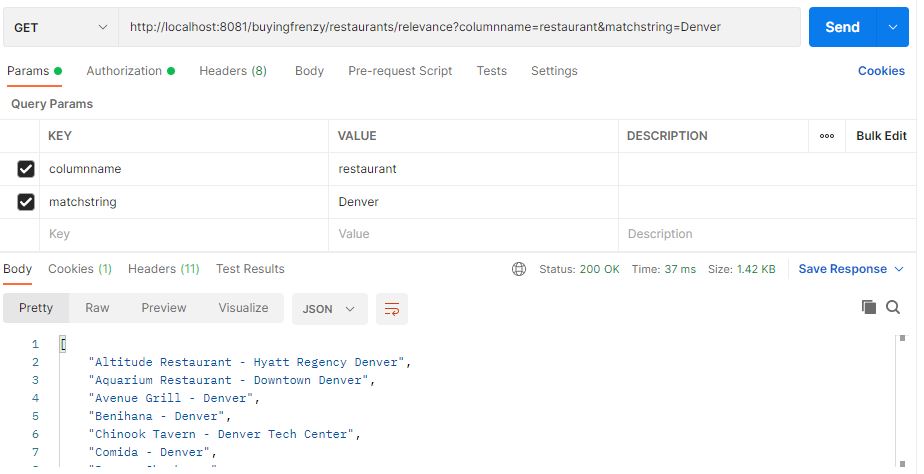 GET http://localhost:8081/buyingfrenzy/restaurants/relevance?columnname=restaurant&matchstring=Denver Send
Params Authorization Headers (8) Body Pre-request Script Tests Settings Cookies
Query Params
KEY VALUE DESCRIPTION ooo Bulk Edit
columnname restaurant
matchstring Denver
Key Value Description
Body Cookies (1) Headers (11) Test Results Status: 200 OK Time: 37 ms Size: 1.42 KB Save Response
Pretty Raw Preview Visualize JSON
1 [
2 "Altitude Restaurant - Hyatt Regency Denver",
3 "Aquarium Restaurant - Downtown Denver",
4 "Avenue Grill - Denver",
5 "Benihana - Denver",
6 "Chinook Tavern - Denver Tech Center",
7 "Comida - Denver",